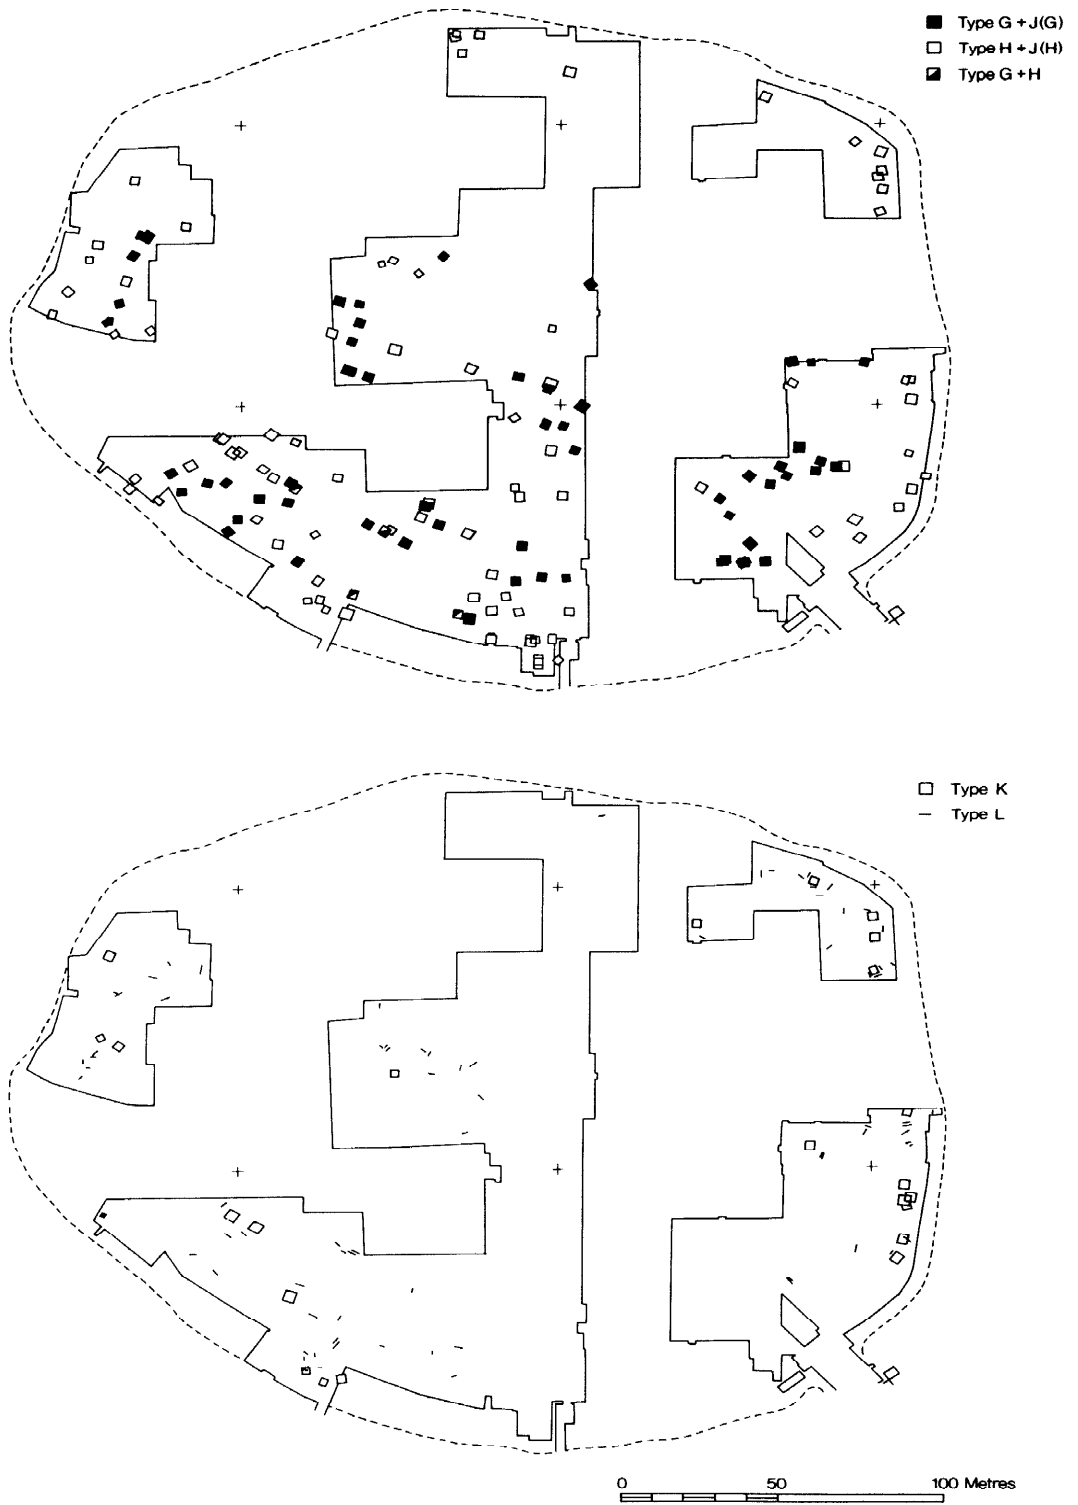 Type G + J(G)
Type H + J(H)
Type G + H
Type K
Type L
0 50 100 Metres